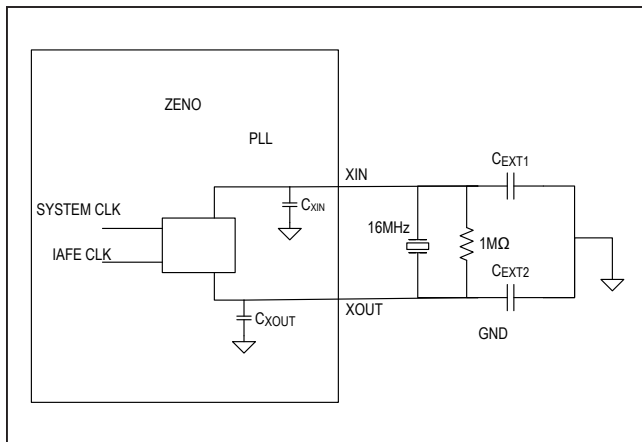 ZENO
PLL
XIN
CEXT1
CXIN
SYSTEM CLK
16MHz
1MΩ
IAFE CLK
CEXT2
XOUT
CXOUT
GND